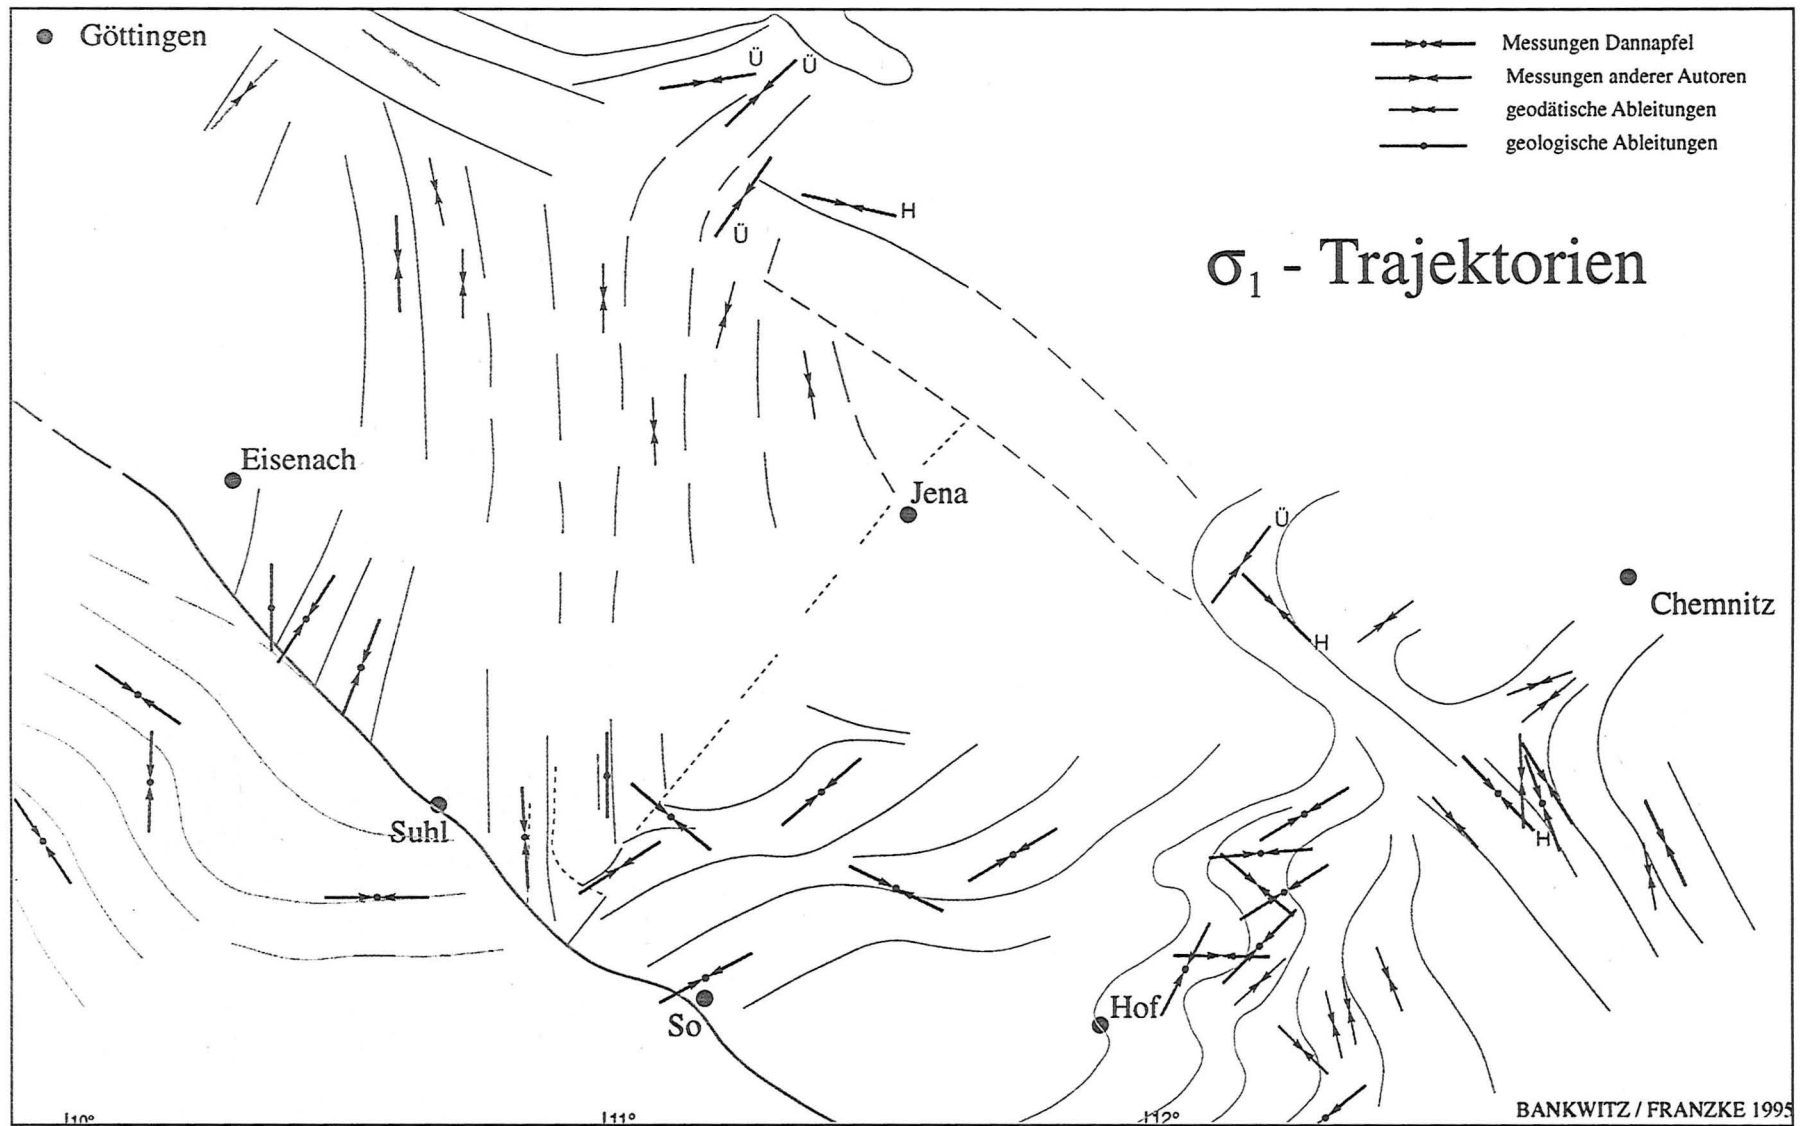 Göttingen
Messungen Dannapfel
Messungen anderer Autoren
geodätische Ableitungen
geologische Ableitungen
Ü
Ü
H
Ü
σ₁ - Trajektorien
Eisenach
Jena
Ü
Chemnitz
H
Suhl
H
So
Hof
10°
11°
12°
BANKWITZ / FRANZKE 1995